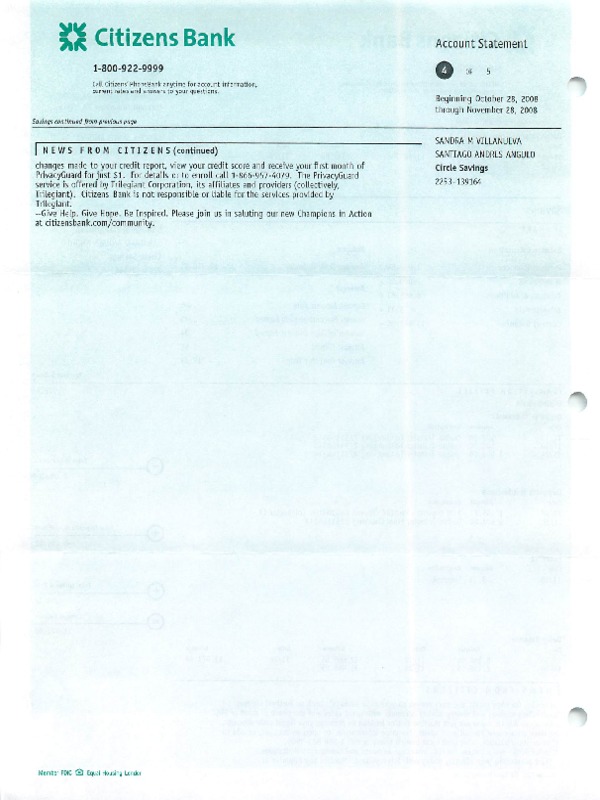 Citizens Bank
Account Statement
1-800-922-9999
4 OF 5
Call Citizens' PhoneBank anytime for account information,
current rates and answers to your questions.
Beginning October 28, 2008
through November 28, 2008
Savings continued from previous page
SANDRA M VILLANUEVA
SANTIAGO ANDRES ANGULO
Circle Savings
2253-139164
NEWS FROM CITIZENS (continued)
changes made to your credit report, view your credit score and receive your first month of
PrivacyGuard for just $1. For details or to enroll call 1-866-957-4079. The PrivacyGuard
service is offered by Trilegiant Corporation, its affiliates and providers (collectively,
Trilegiant). Citizens Bank is not responsible or liable for the services provided by
Trilegiant.
--Give Help. Give Hope. Be Inspired. Please join us in saluting our new Champions in Action
at citizensbank.com/community.
Member FDIC Equal Housing Lender